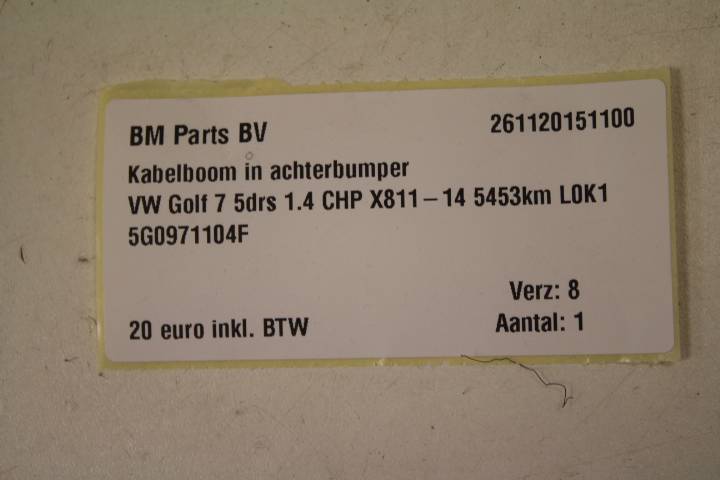 BM Parts BV 261120151100
Kabelboom in achterbumper
VW Golf 7 5drs 1.4 CHP X811-14 5453km L0K1
5G0971104F
Verz: 8
20 euro inkl. BTW Aantal: 1